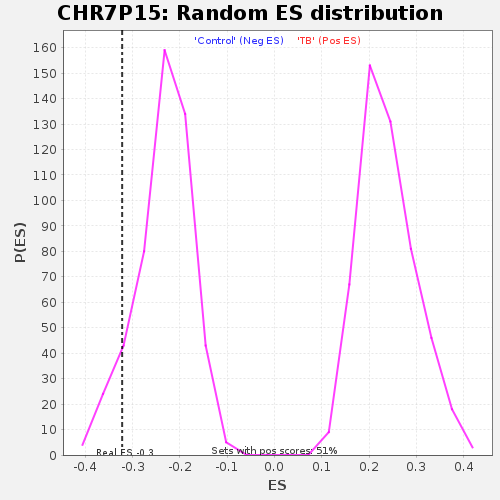 CHR7P15: Random ES distribution
'Control' (Neg ES) 'TB' (Pos ES)
160
150
140
130
120
110
100
90
80
70
60
50
40
30
20
10
0
P(ES)
Real ES -0.3
Sets with pos scores: 51%
-0.4 -0.3 -0.2 -0.1 0.0 0.1 0.2 0.3 0.4
ES